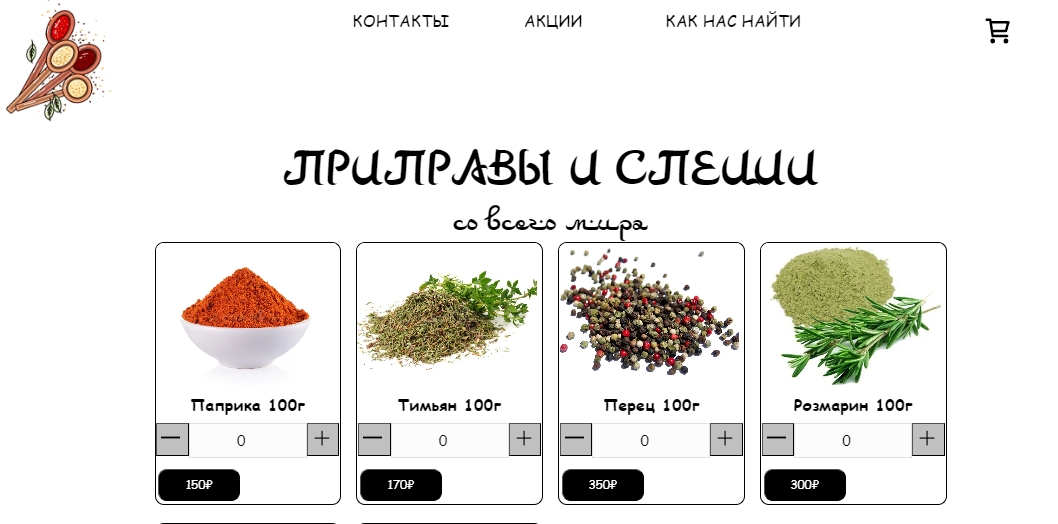 КОНТАКТЫ АКЦИИ КАК НАС НАЙТИ
ПРИПРАВЫ И СПЕЦИИ
со всего мира
Паприка 100г Тимьян 100г Перец 100г Розмарин 100г
— 0 + — 0 + — 0 + — 0 +
150₽ 170₽ 350₽ 300₽